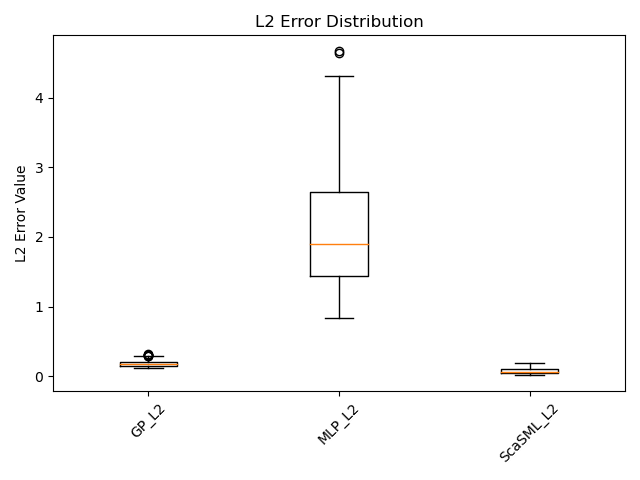 L2 Error Distribution
L2 Error Value
4
3
2
1
0
GP_L2
MLP_L2
ScaSML_L2